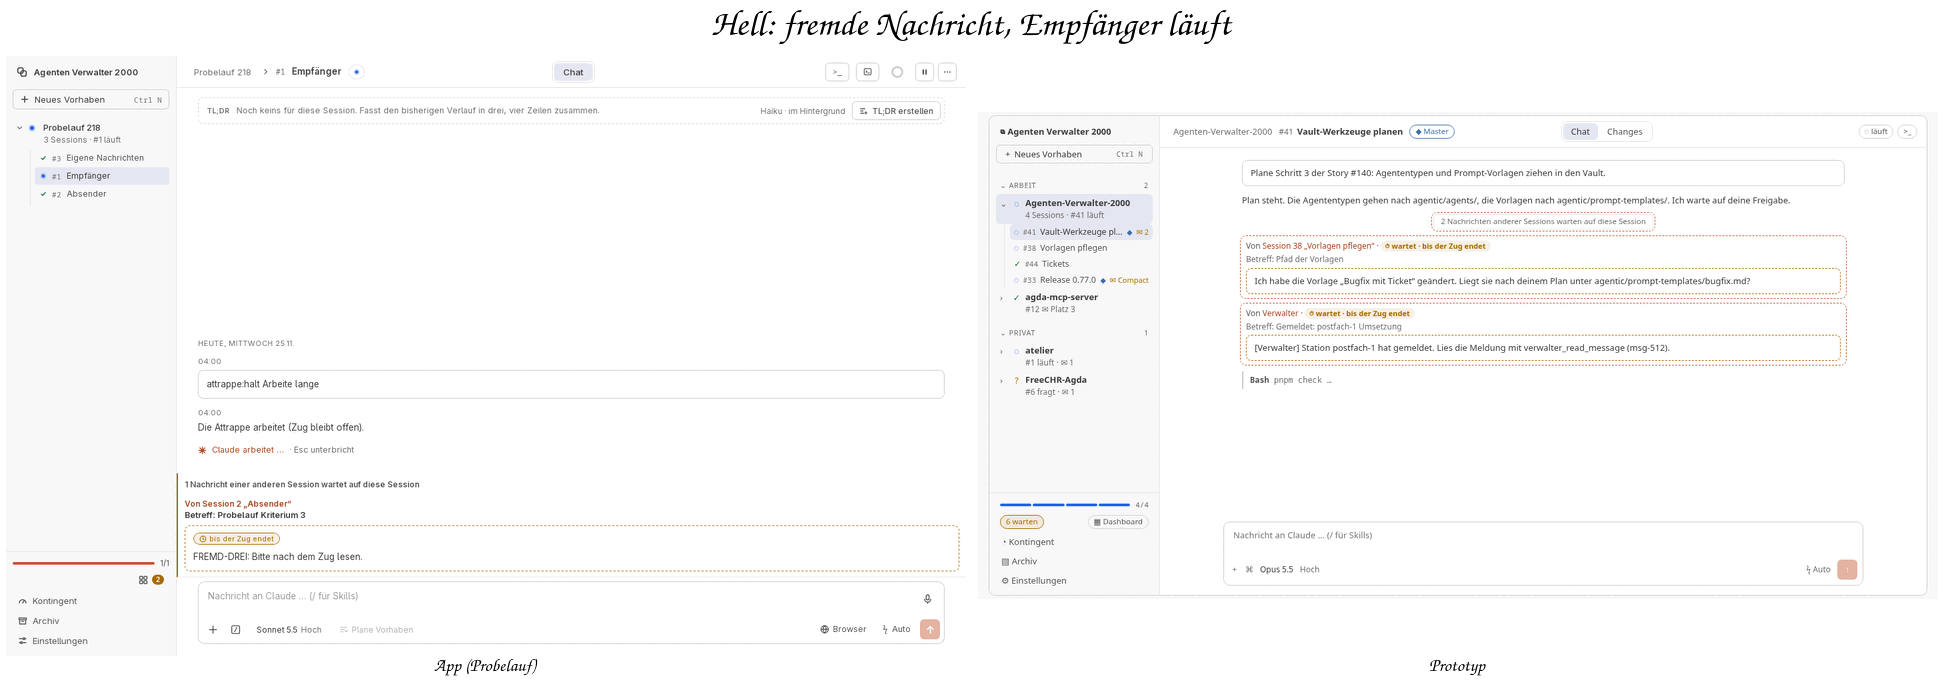 Hell: fremde Nachricht, Empfänger läuft
Agenten Verwalter 2000
+ Neues Vorhaben Ctrl N
Probelauf 218
3 Sessions · #1 läuft
#3 Eigene Nachrichten
#1 Empfänger
#2 Absender
1/1
2
Kontingent
Archiv
Einstellungen
Probelauf 218 > #1 Empfänger
Chat
>_
TL;DR Noch keins für diese Session. Fasst den bisherigen Verlauf in drei, vier Zeilen zusammen. Haiku · im Hintergrund TL;DR erstellen
HEUTE, MITTWOCH 25.11.
04:00
attrappe:halt Arbeite lange
04:00
Die Attrappe arbeitet (Zug bleibt offen).
Claude arbeitet … · Esc unterbricht
1 Nachricht einer anderen Session wartet auf diese Session
Von Session 2 „Absender“
Betreff: Probelauf Kriterium 3
bis der Zug endet
FREMD-DREI: Bitte nach dem Zug lesen.
Nachricht an Claude … (/ für Skills)
Sonnet 5.5 Hoch Plane Vorhaben Browser Auto
App (Probelauf)
Agenten Verwalter 2000
+ Neues Vorhaben Ctrl N
ARBEIT 2
Agenten-Verwalter-2000
4 Sessions · #41 läuft
#41 Vault-Werkzeuge pl… ◆ ✉ 2
#38 Vorlagen pflegen
✓ #44 Tickets
#33 Release 0.77.0 ◆ ✉ Compact
✓ agda-mcp-server
#12 ✉ Platz 3
PRIVAT 1
atelier
#1 läuft · ✉ 1
? FreeCHR-Agda
#6 fragt · ✉ 1
4/4
6 warten Dashboard
Kontingent
Archiv
Einstellungen
Agenten-Verwalter-2000 #41 Vault-Werkzeuge planen ◆ Master
Chat Changes
läuft >_
Plane Schritt 3 der Story #140: Agententypen und Prompt-Vorlagen ziehen in den Vault.
Plan steht. Die Agententypen gehen nach agentic/agents/, die Vorlagen nach agentic/prompt-templates/. Ich warte auf deine Freigabe.
2 Nachrichten anderer Sessions warten auf diese Session
Von Session 38 „Vorlagen pflegen“ · wartet · bis der Zug endet
Betreff: Pfad der Vorlagen
Ich habe die Vorlage „Bugfix mit Ticket“ geändert. Liegt sie nach deinem Plan unter agentic/prompt-templates/bugfix.md?
Von Verwalter · wartet · bis der Zug endet
Betreff: Gemeldet: postfach-1 Umsetzung
[Verwalter] Station postfach-1 hat gemeldet. Lies die Meldung mit verwalter_read_message (msg-512).
Bash pnpm check …
Nachricht an Claude … (/ für Skills)
+ ⌘ Opus 5.5 Hoch Auto ↑
Prototyp